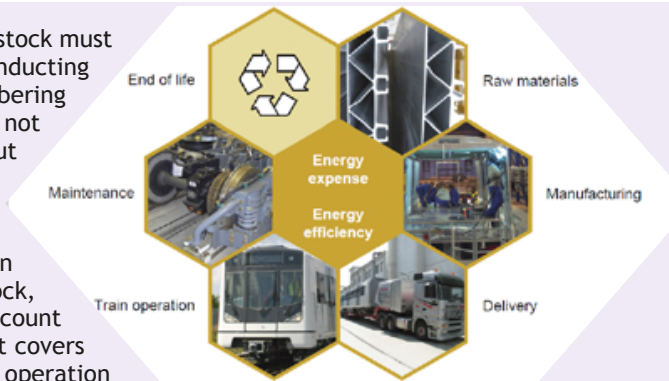 stock must
nducting
bering
not
ut
n
ock,
count
t covers
operation
End of life
Raw materials
Energy
expense
Energy
efficiency
Maintenance
Manufacturing
Train operation
Delivery